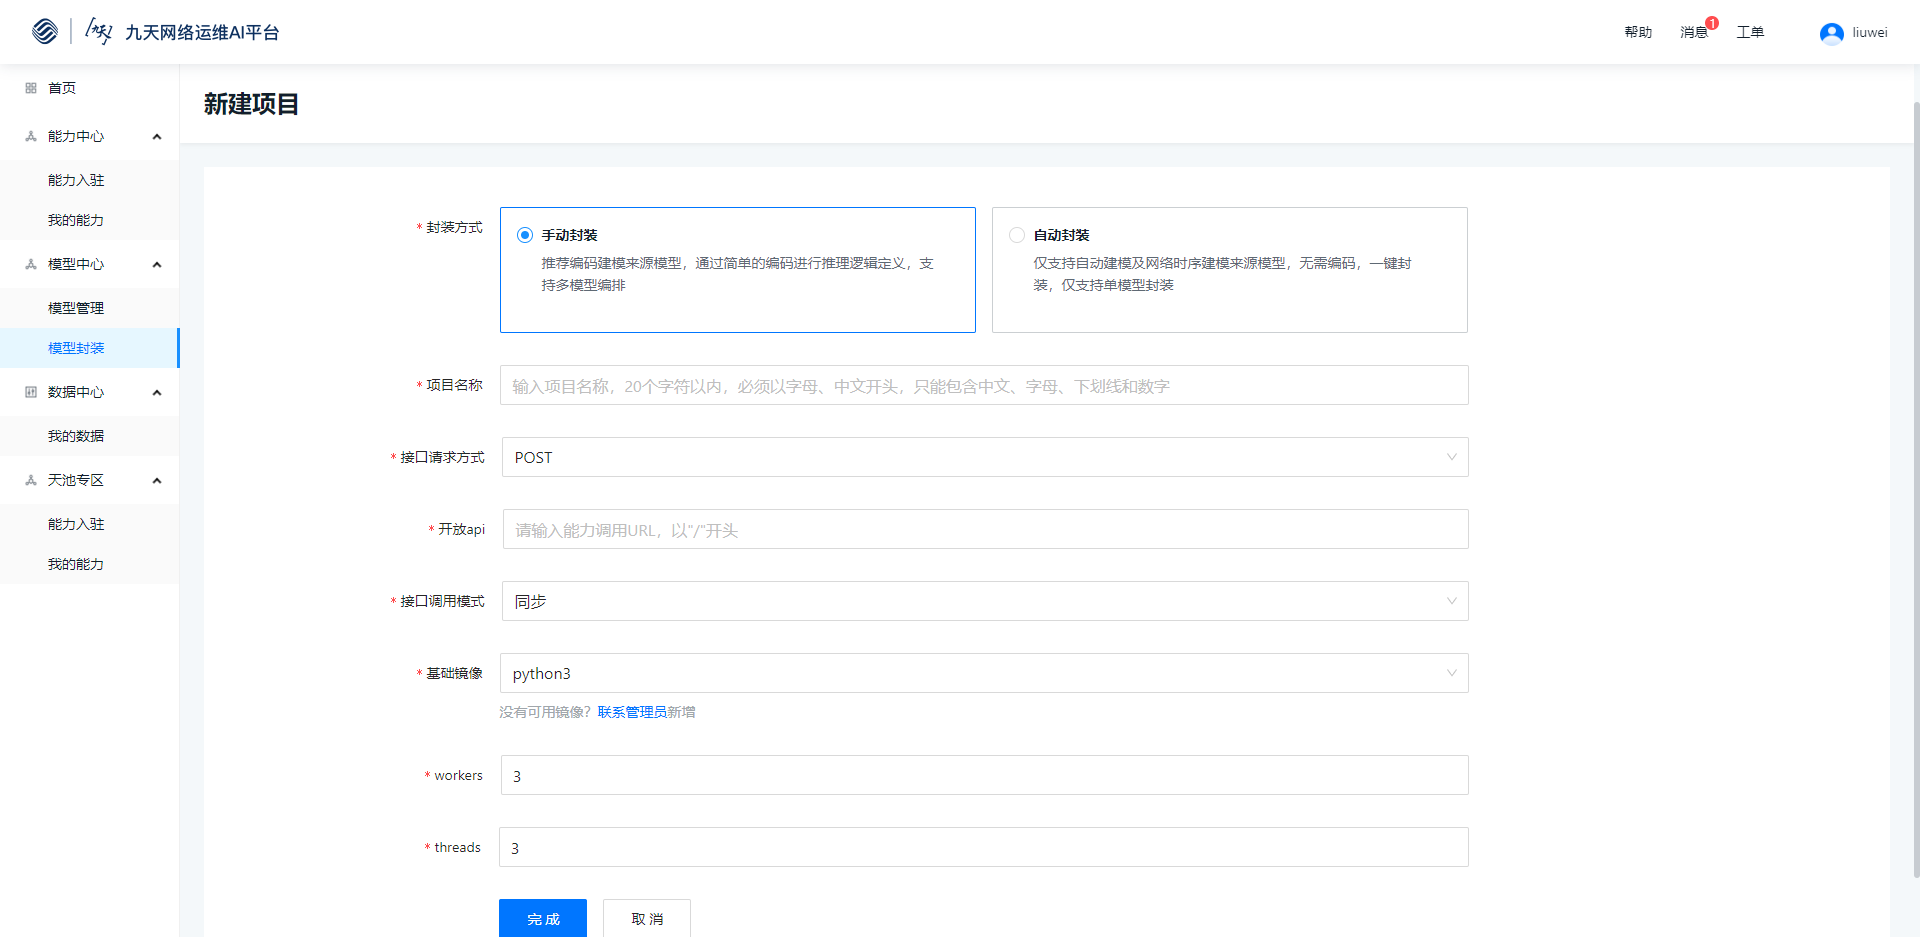 九天网络运维AI平台
帮助
消息
1
工单
liuwei
首页
能力中心
能力入驻
我的能力
模型中心
模型管理
模型封装
数据中心
我的数据
天池专区
能力入驻
我的能力
新建项目
* 封装方式
手动封装
推荐编码建模来源模型，通过简单的编码进行推理逻辑定义，支
持多模型编排
自动封装
仅支持自动建模及网络时序建模来源模型，无需编码，一键封
装，仅支持单模型封装
* 项目名称
输入项目名称，20个字符以内，必须以字母、中文开头，只能包含中文、字母、下划线和数字
* 接口请求方式
POST
* 开放api
请输入能力调用URL，以"/"开头
* 接口调用模式
同步
* 基础镜像
python3
没有可用镜像？联系管理员新增
* workers
3
* threads
3
完 成
取 消